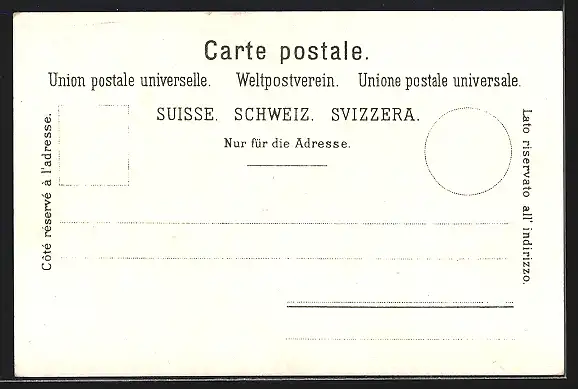 Carte postale.
Union postale universelle. Weltpostverein. Unione postale universale.
SUISSE. SCHWEIZ. SVIZZERA.
Nur für die Adresse.
Côté réservé à l'adresse.
Lato riservato all' indirizzo.